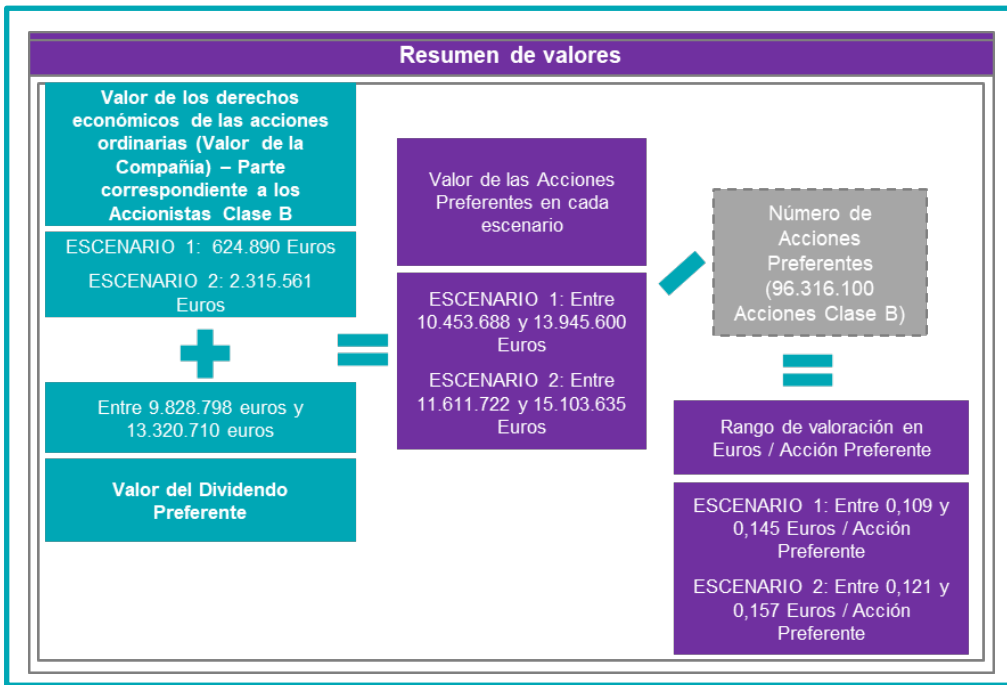 Resumen de valores
Valor de los derechos
económicos de las acciones
ordinarias (Valor de la
Compañía) – Parte
correspondiente a los
Accionistas Clase B
ESCENARIO 1: 624.890 Euros
ESCENARIO 2: 2.315.561
Euros
Entre 9.828.798 euros y
13.320.710 euros
Valor del Dividendo
Preferente
Valor de las Acciones
Preferentes en cada
escenario
ESCENARIO 1: Entre
10.453.688 y 13.945.600
Euros
ESCENARIO 2: Entre
11.611.722 y 15.103.635
Euros
Número de
Acciones
Preferentes
(96.316.100
Acciones Clase B)
Rango de valoración en
Euros / Acción Preferente
ESCENARIO 1: Entre 0,109 y
0,145 Euros / Acción
Preferente
ESCENARIO 2: Entre 0,121 y
0,157 Euros / Acción
Preferente